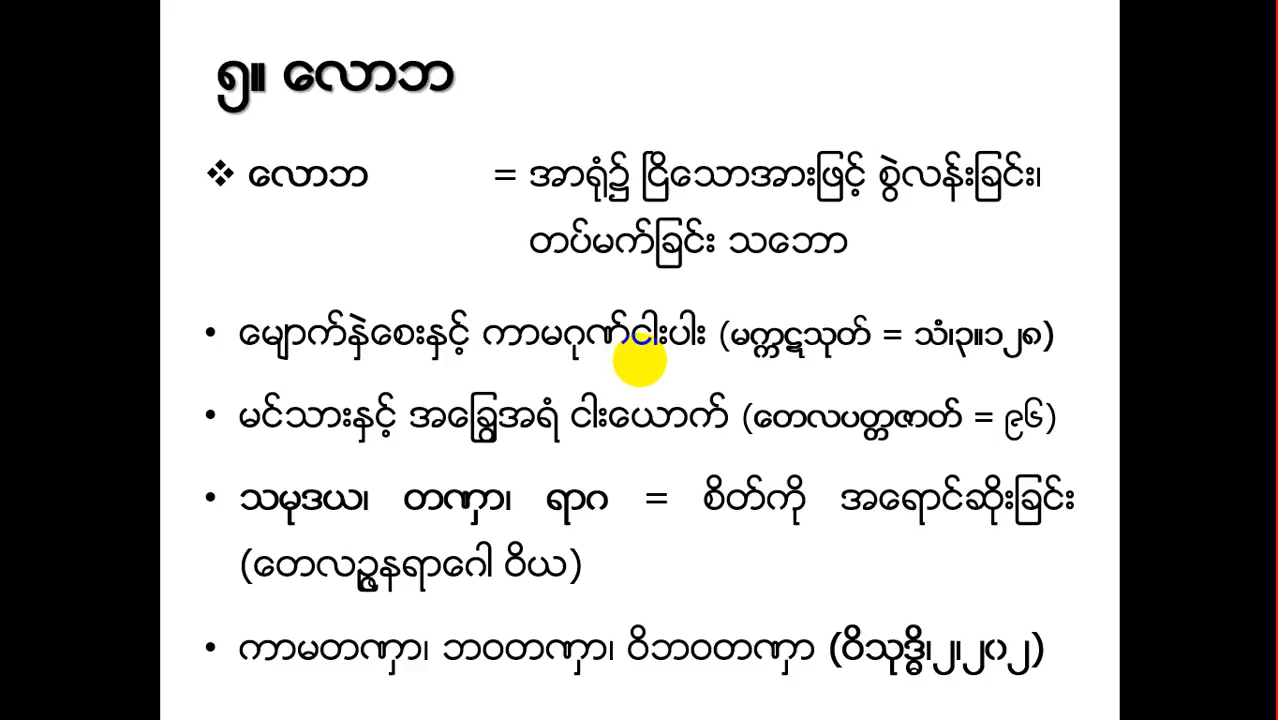 ၅။ လောဘ
❖ လောဘ = အာရုံ၌ ငြိသောအားဖြင့် စွဲလန်းခြင်း၊
တပ်မက်ခြင်း သဘော
• မျောက်နှဲစေးနှင့် ကာမဂုဏ်ငါးပါး (မက္ကဋသုတ် = သံ၊၃။၁၂၈)
• မင်သားနှင့် အခြွေအရံ ငါးယောက် (တေလပတ္တဇာတ် = ၉၆)
• သမုဒယ၊ တဏှာ၊ ရာဂ = စိတ်ကို အရောင်ဆိုးခြင်း
(တေလဉ္ဇနရာဂေါ ဝိယ)
• ကာမတဏှာ၊ ဘဝတဏှာ၊ ဝိဘဝတဏှာ (ဝိသုဒ္ဓိ၊၂၊၂၀၂)